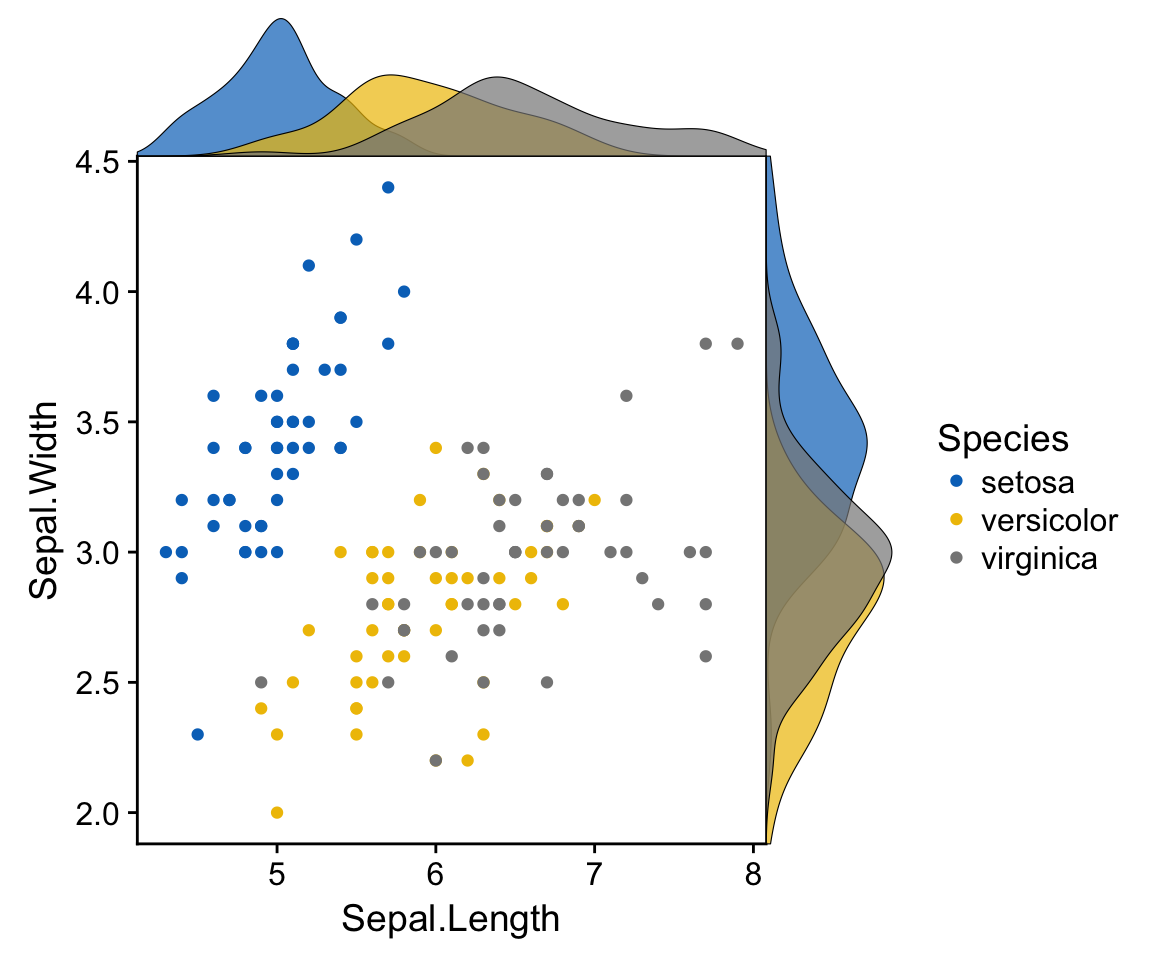 4.5
4.0
3.5
3.0
2.5
2.0
Sepal.Width
5 6 7 8
Sepal.Length
Species
setosa
versicolor
virginica